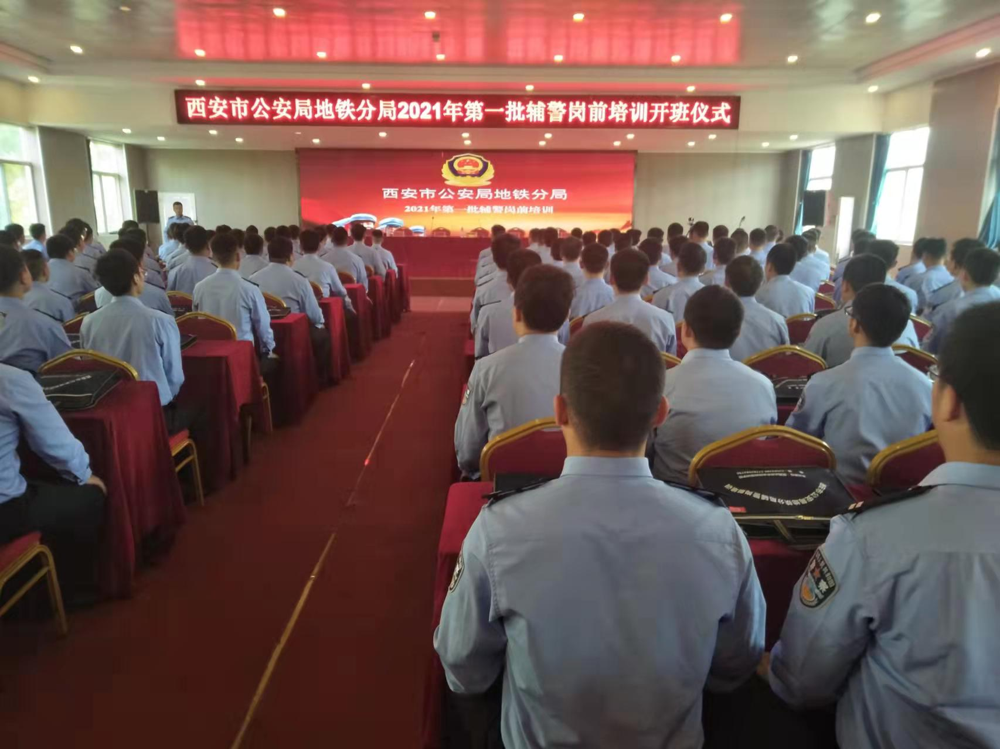 西安市公安局地铁分局2021年第一批辅警岗前培训开班仪式
西安市公安局地铁分局
2021年第一批辅警岗前培训